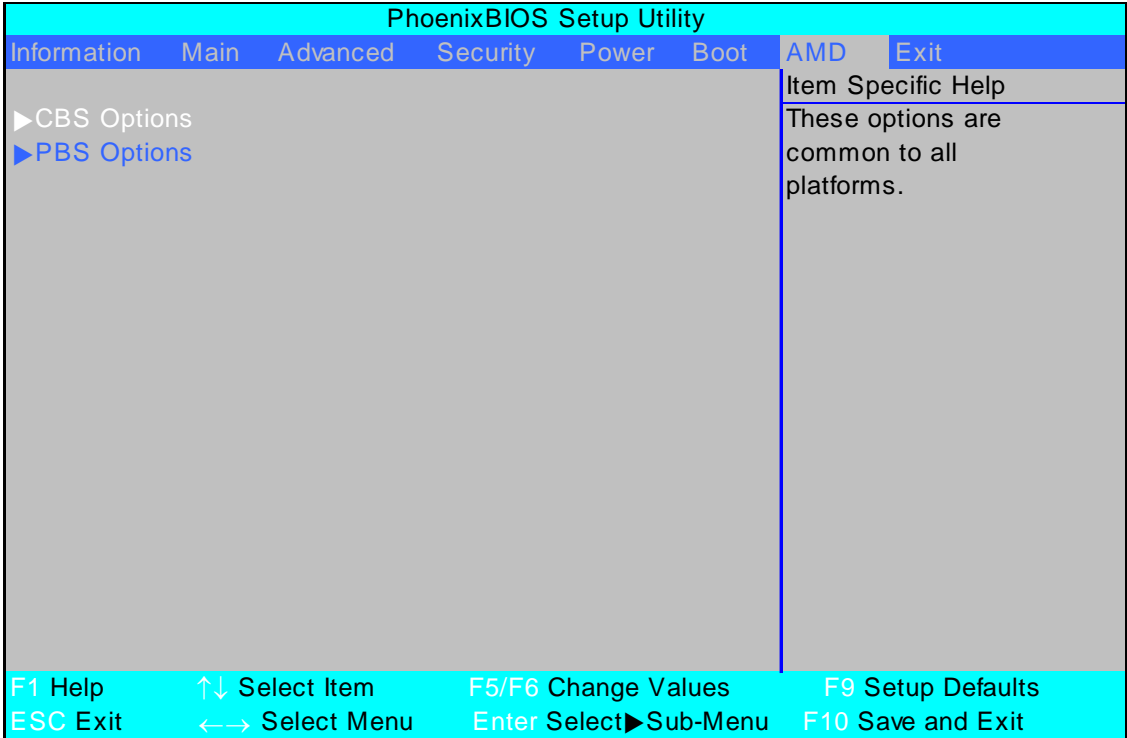 PhoenixBIOS Setup Utility
Information Main Advanced Security Power Boot AMD Exit
Item Specific Help
▶CBS Options
▶PBS Options
These options are
common to all
platforms.
F1 Help ↑↓ Select Item F5/F6 Change Values F9 Setup Defaults
ESC Exit ←→ Select Menu Enter Select▶Sub-Menu F10 Save and Exit